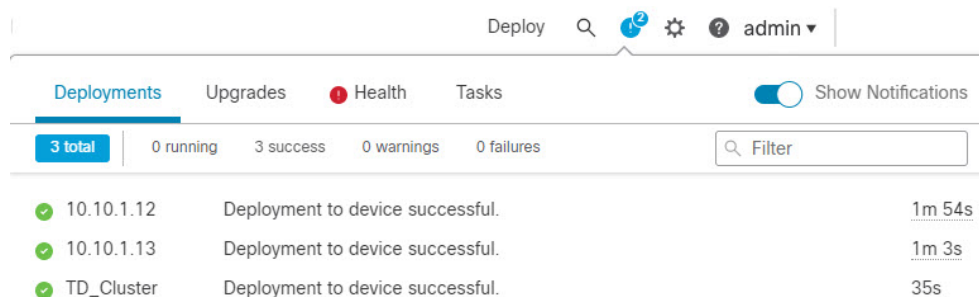 Deploy 2 ? admin
Deployments Upgrades ! Health Tasks Show Notifications
3 total 0 running 3 success 0 warnings 0 failures Filter
10.10.1.12 Deployment to device successful. 1m 54s
10.10.1.13 Deployment to device successful. 1m 3s
TD_Cluster Deployment to device successful. 35s